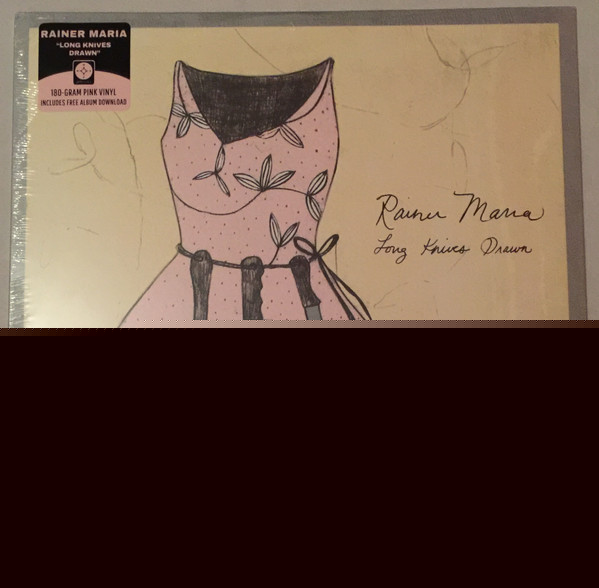 RAINER MARIA
"LONG KNIVES
DRAWN"
180-GRAM PINK VINYL
INCLUDES FREE ALBUM DOWNLOAD
Rainer Maria
Long Knives Drawn